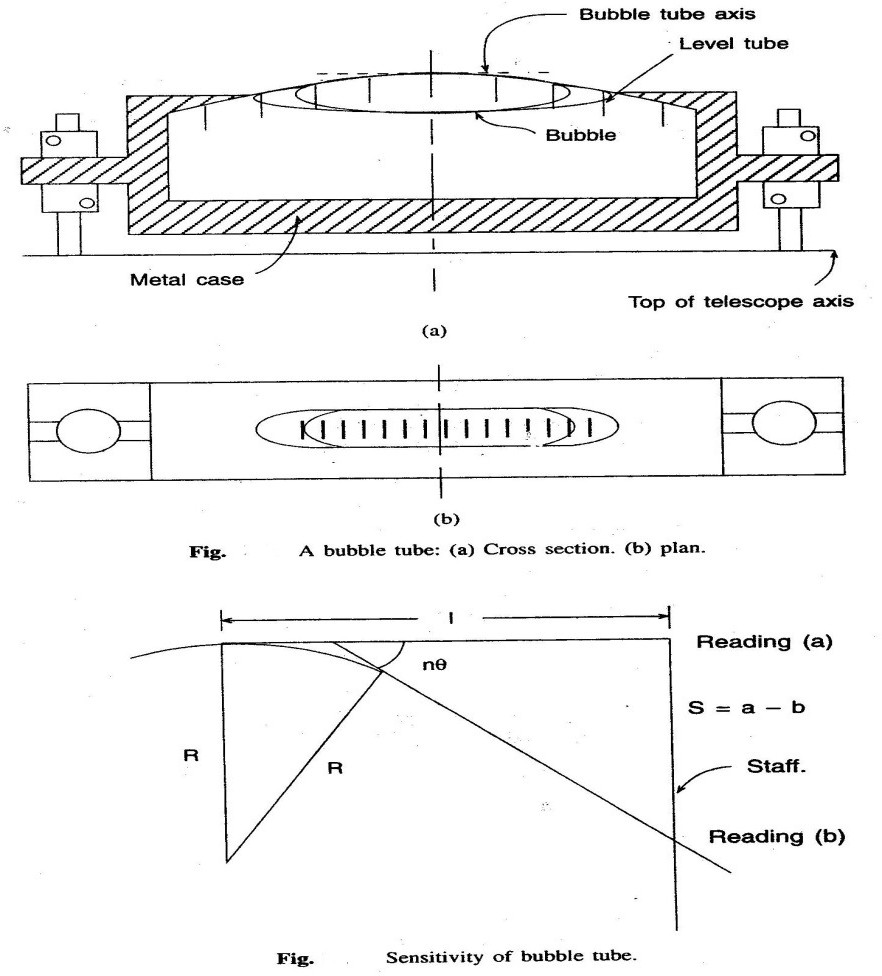 Bubble tube axis
Level tube
Bubble
Metal case
Top of telescope axis
(a)
(b)
Fig. A bubble tube: (a) Cross section. (b) plan.
l
Reading (a)
nθ
S = a − b
R
R
Staff.
Reading (b)
Fig. Sensitivity of bubble tube.